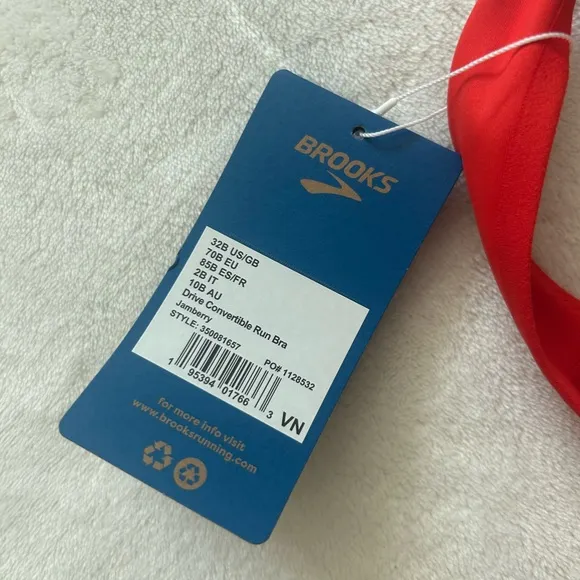 BROOKS
32B US/GB
70B EU
85B ES/FR
2B IT
10B AU
Drive Convertible Run Bra
Jamberry
STYLE: 350081657
PO# 1128532
1 95394 01766 3
VN
for more info visit
www.brooksrunning.com